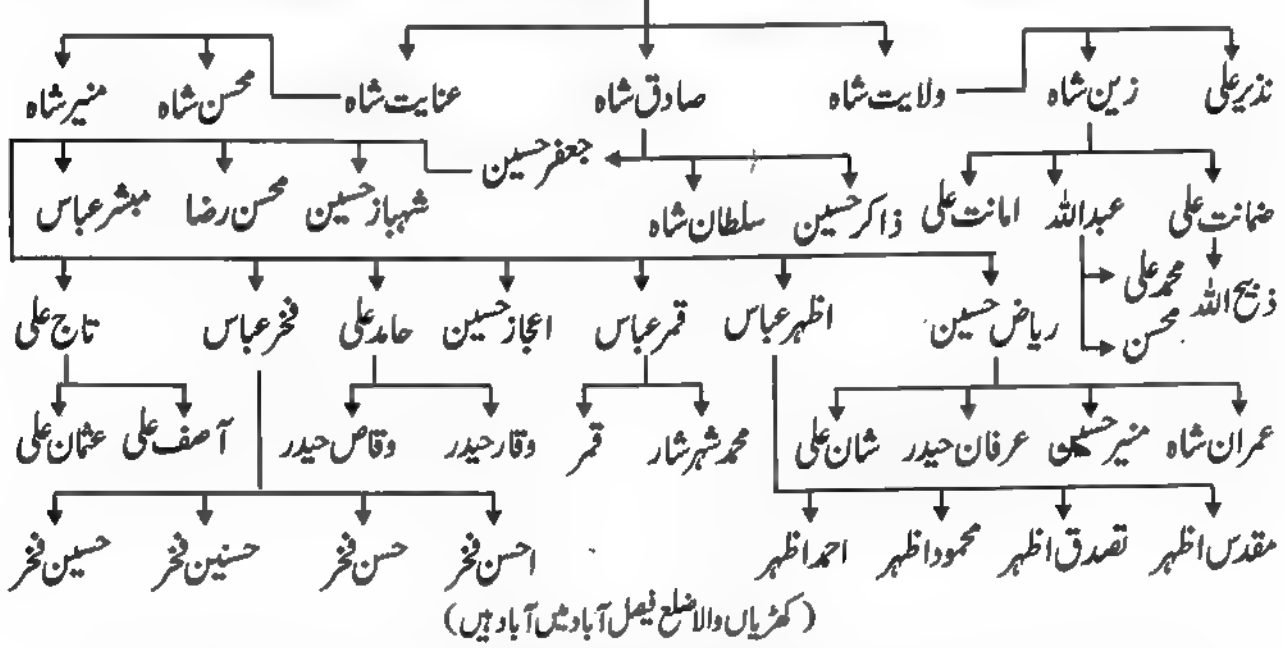 نذیر علی زین شاہ ولایت شاہ صادق شاہ عنایت شاہ محسن شاہ منیر شاہ
ضمانت علی عبداللہ امانت علی ذاکر حسین سلطان شاہ جعفر حسین شہباز حسین محسن رضا مبشر عباس
ذبیح اللہ محمد علی محسن ریاض حسین اظہر عباس قمر عباس اعجاز حسین حامد علی فخر عباس تاج علی
عمران شاہ منیر حسین عرفان حیدر شان علی محمد شہر شار قمر وقار حیدر وقاص حیدر آصف علی عثمان علی
مقدس اظہر تصدق اظہر محمود اظہر احمد اظہر احسن فخر حسن فخر حسنین فخر حسین فخر
(کھڑیاں والا ضلع فیصل آباد میں آباد ہیں)